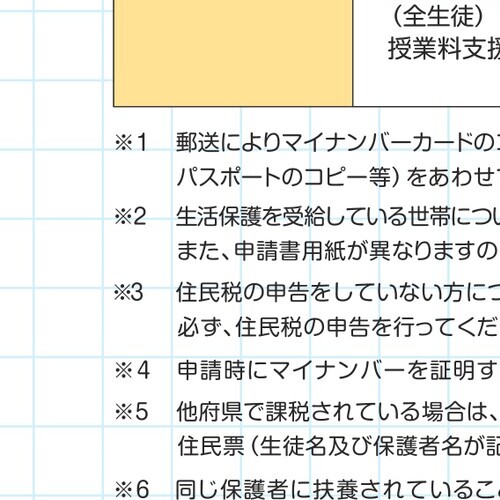 （全生徒）
授業料支援
※1 郵送によりマイナンバーカードの
パスポートのコピー等）をあわせて
※2 生活保護を受給している世帯につい
また、申請書用紙が異なりますの
※3 住民税の申告をしていない方につ
必ず、住民税の申告を行ってくだ
※4 申請時にマイナンバーを証明す
※5 他府県で課税されている場合は、
住民票（生徒名及び保護者名が記
※6 同じ保護者に扶養されているこ